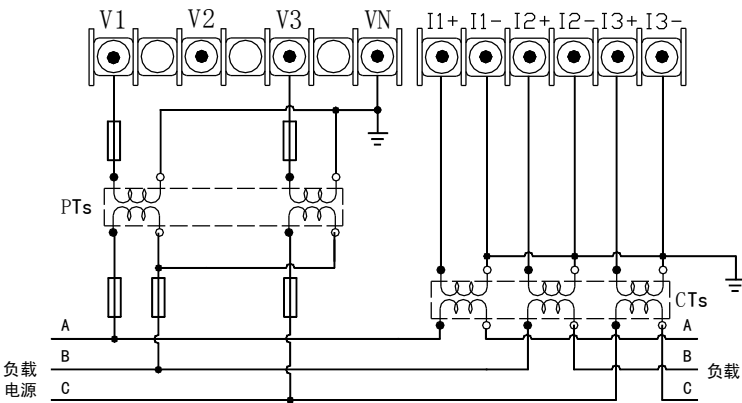 V1 V2 V3 VN I1+ I1- I2+ I2- I3+ I3-
PTs
CTs
A A
B B
负载 负载
电源
C C